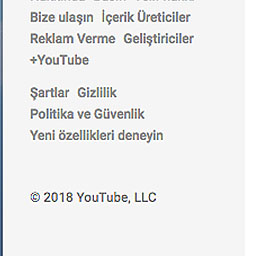 Bize ulaşın İçerik Üreticiler
Reklam Verme Geliştiriciler
+YouTube
Şartlar Gizlilik
Politika ve Güvenlik
Yeni özellikleri deneyin
© 2018 YouTube, LLC